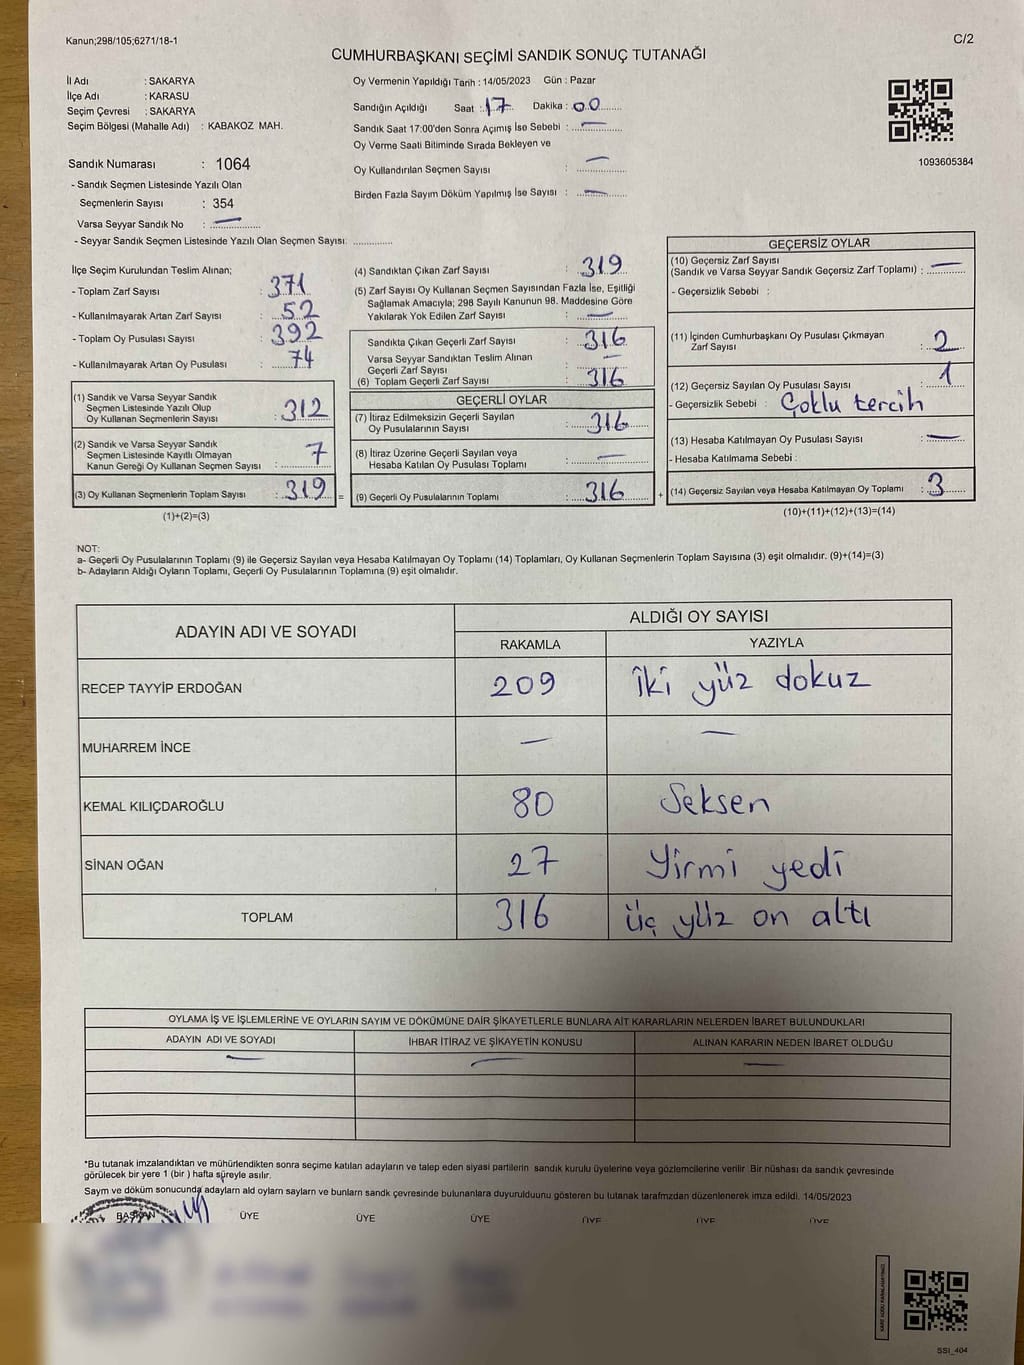 Kanun;298/105;6271/18-1
C/2
CUMHURBAŞKANI SEÇİMİ SANDIK SONUÇ TUTANAĞI
İl Adı : SAKARYA
İlçe Adı : KARASU
Seçim Çevresi : SAKARYA
Seçim Bölgesi (Mahalle Adı) : KABAKOZ MAH.
Sandık Numarası : 1064
- Sandık Seçmen Listesinde Yazılı Olan
Seçmenlerin Sayısı : 354
Varsa Seyyar Sandık No : —
- Seyyar Sandık Seçmen Listesinde Yazılı Olan Seçmen Sayısı: ............
Oy Vermenin Yapıldığı Tarih : 14/05/2023 Gün : Pazar
Sandığın Açıldığı Saat : 17 Dakika : 00
Sandık Saat 17:00'den Sonra Açımış İse Sebebi : —
Oy Verme Saati Bitiminde Sırada Bekleyen ve
Oy Kullandırılan Seçmen Sayısı : —
Birden Fazla Sayım Döküm Yapılmış İse Sayısı : —
1093605384
İlçe Seçim Kurulundan Teslim Alınan;
- Toplam Zarf Sayısı : 371
- Kullanılmayarak Artan Zarf Sayısı : 52
- Toplam Oy Pusulası Sayısı : 392
- Kullanılmayarak Artan Oy Pusulası : 74
(1) Sandık ve Varsa Seyyar Sandık
Seçmen Listesinde Yazılı Olup
Oy Kullanan Seçmenlerin Sayısı : 312
(2) Sandık ve Varsa Seyyar Sandık
Seçmen Listesinde Kayıtlı Olmayan
Kanun Gereği Oy Kullanan Seçmen Sayısı : 7
(3) Oy Kullanan Seçmenlerin Toplam Sayısı : 319 =
(1)+(2)=(3)
(4) Sandıktan Çıkan Zarf Sayısı : 319
(5) Zarf Sayısı Oy Kullanan Seçmen Sayısından Fazla İse, Eşitliği
Sağlamak Amacıyla; 298 Sayılı Kanunun 98. Maddesine Göre
Yakılarak Yok Edilen Zarf Sayısı : —
Sandıkta Çıkan Geçerli Zarf Sayısı : 316
Varsa Seyyar Sandıktan Teslim Alınan
Geçerli Zarf Sayısı : —
(6) Toplam Geçerli Zarf Sayısı : 316
GEÇERLİ OYLAR
(7) İtiraz Edilmeksizin Geçerli Sayılan
Oy Pusulalarının Sayısı : 316
(8) İtiraz Üzerine Geçerli Sayılan veya
Hesaba Katılan Oy Pusulası Toplamı : —
(9) Geçerli Oy Pusulalarının Toplamı : 316 +
GEÇERSİZ OYLAR
(10) Geçersiz Zarf Sayısı
(Sandık ve Varsa Seyyar Sandık Geçersiz Zarf Toplamı) : —
- Geçersizlik Sebebi :
(11) İçinden Cumhurbaşkanı Oy Pusulası Çıkmayan
Zarf Sayısı : 2
(12) Geçersiz Sayılan Oy Pusulası Sayısı : 1
- Geçersizlik Sebebi : Çoklu tercih
(13) Hesaba Katılmayan Oy Pusulası Sayısı : —
- Hesaba Katılmama Sebebi :
(14) Geçersiz Sayılan veya Hesaba Katılmayan Oy Toplamı : 3
(10)+(11)+(12)+(13)=(14)
NOT:
a- Geçerli Oy Pusulalarının Toplamı (9) ile Geçersiz Sayılan veya Hesaba Katılmayan Oy Toplamı (14) Toplamları, Oy Kullanan Seçmenlerin Toplam Sayısına (3) eşit olmalıdır. (9)+(14)=(3)
b- Adayların Aldığı Oyların Toplamı, Geçerli Oy Pusulalarının Toplamına (9) eşit olmalıdır.
ADAYIN ADI VE SOYADI
ALDIĞI OY SAYISI
RAKAMLA YAZIYLA
RECEP TAYYİP ERDOĞAN 209 iki yüz dokuz
MUHARREM İNCE — —
KEMAL KILIÇDAROĞLU 80 Seksen
SİNAN OĞAN 27 Yirmi yedi
TOPLAM 316 üç yüz on altı
OYLAMA İŞ VE İŞLEMLERİNE VE OYLARIN SAYIM VE DÖKÜMÜNE DAİR ŞİKAYETLERLE BUNLARA AİT KARARLARIN NELERDEN İBARET BULUNDUKLARI
ADAYIN ADI VE SOYADI İHBAR İTİRAZ VE ŞİKAYETİN KONUSU ALINAN KARARIN NEDEN İBARET OLDUĞU
— — —
*Bu tutanak imzalandıktan ve mühürlendikten sonra seçime katılan adayların ve talep eden siyasi partilerin sandık kurulu üyelerine veya gözlemcilerine verilir. Bir nüshası da sandık çevresinde
görülecek bir yere 1 (bir ) hafta süreyle asılır.
Sayım ve döküm sonucunda adayların ald oyların sayları ve bunların sandk çevresinde bulunanlara duyurulduunu gösteren bu tutanak tarafmzdan düzenlenerek imza edildi. 14/05/2023
BAŞKAN ÜYE ÜYE ÜYE ÜYE ÜYE ÜYE
SSI_404